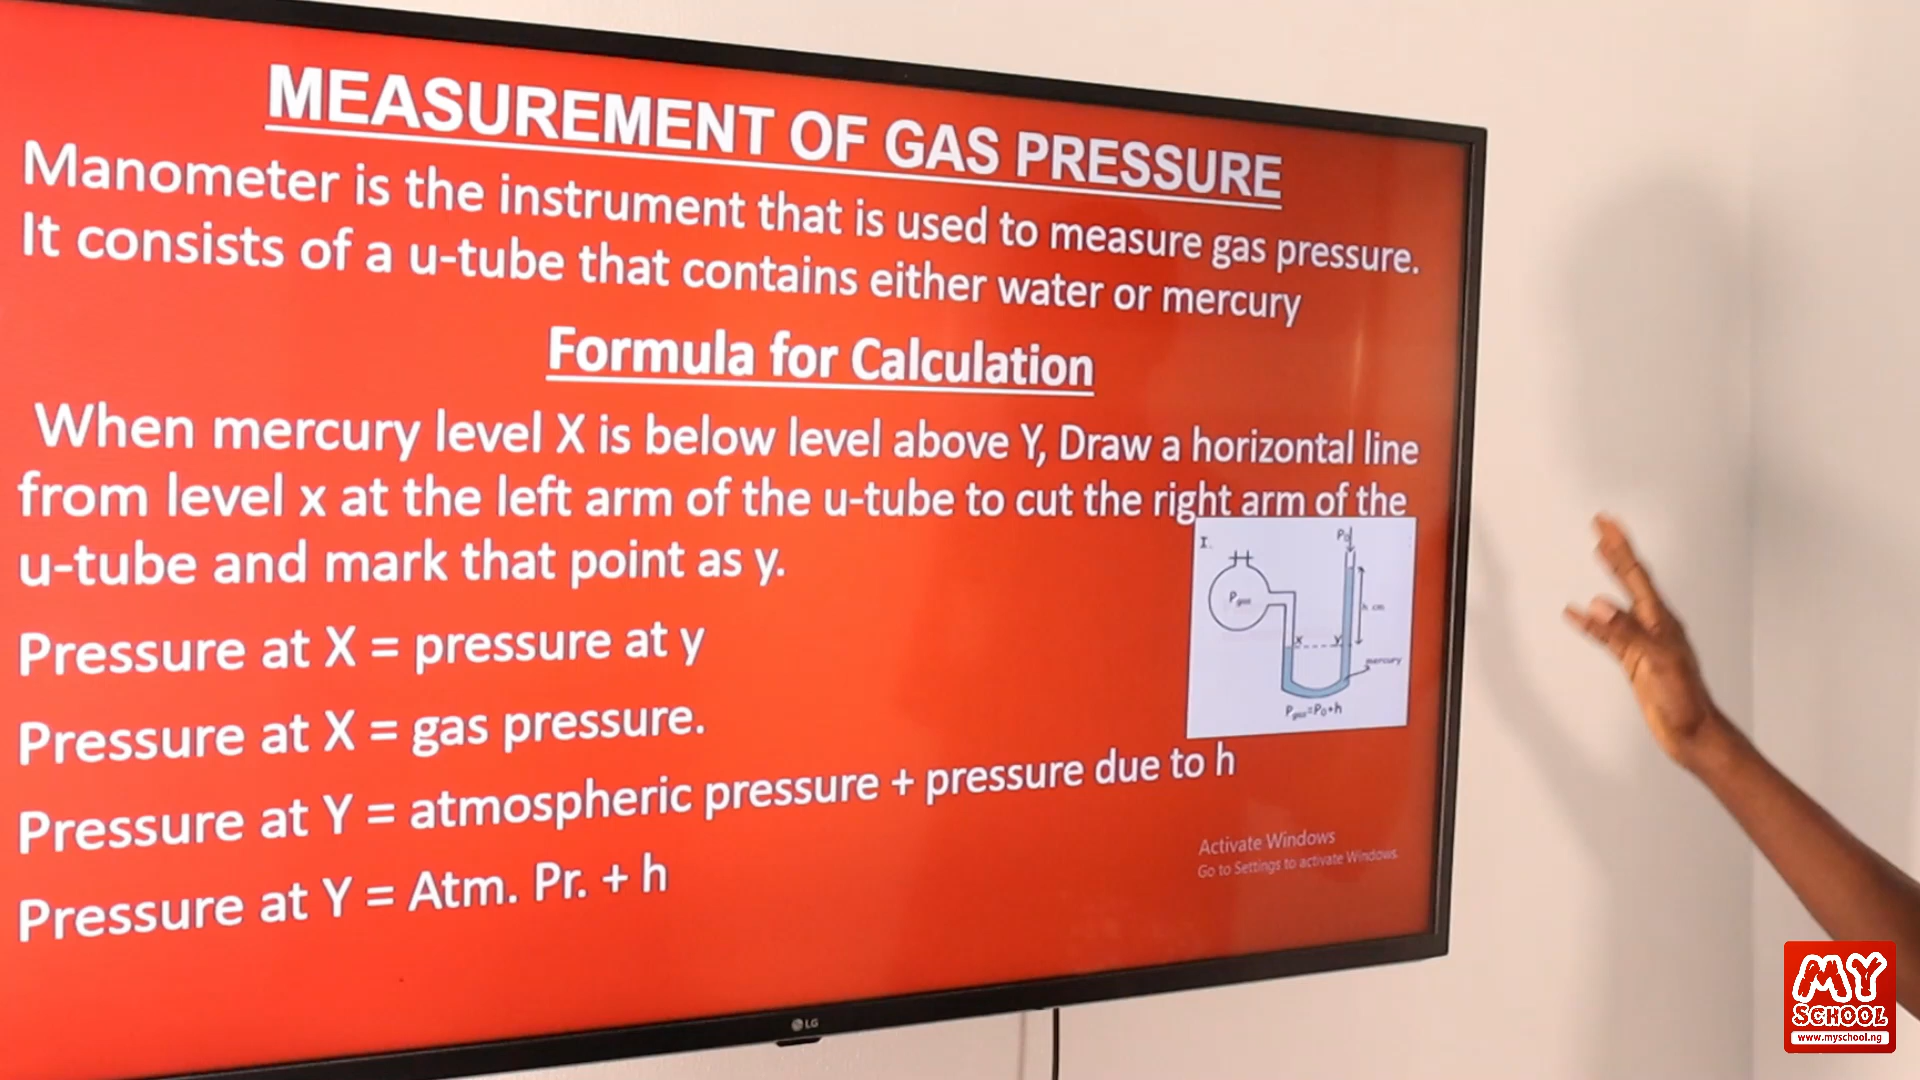 MEASUREMENT OF GAS PRESSURE
Manometer is the instrument that is used to measure gas pressure.
It consists of a u-tube that contains either water or mercury
Formula for Calculation
When mercury level X is below level above Y, Draw a horizontal line
from level x at the left arm of the u-tube to cut the right arm of the
u-tube and mark that point as y.
Pressure at X = pressure at y
Pressure at X = gas pressure.
Pressure at Y = atmospheric pressure + pressure due to h
Pressure at Y = Atm. Pr. + h
I.
P₀
P gas
h cm
x y
mercury
P gas = P₀ + h
Activate Windows
Go to Settings to activate Windows.
LG
MY
SCHOOL
www.myschool.ng